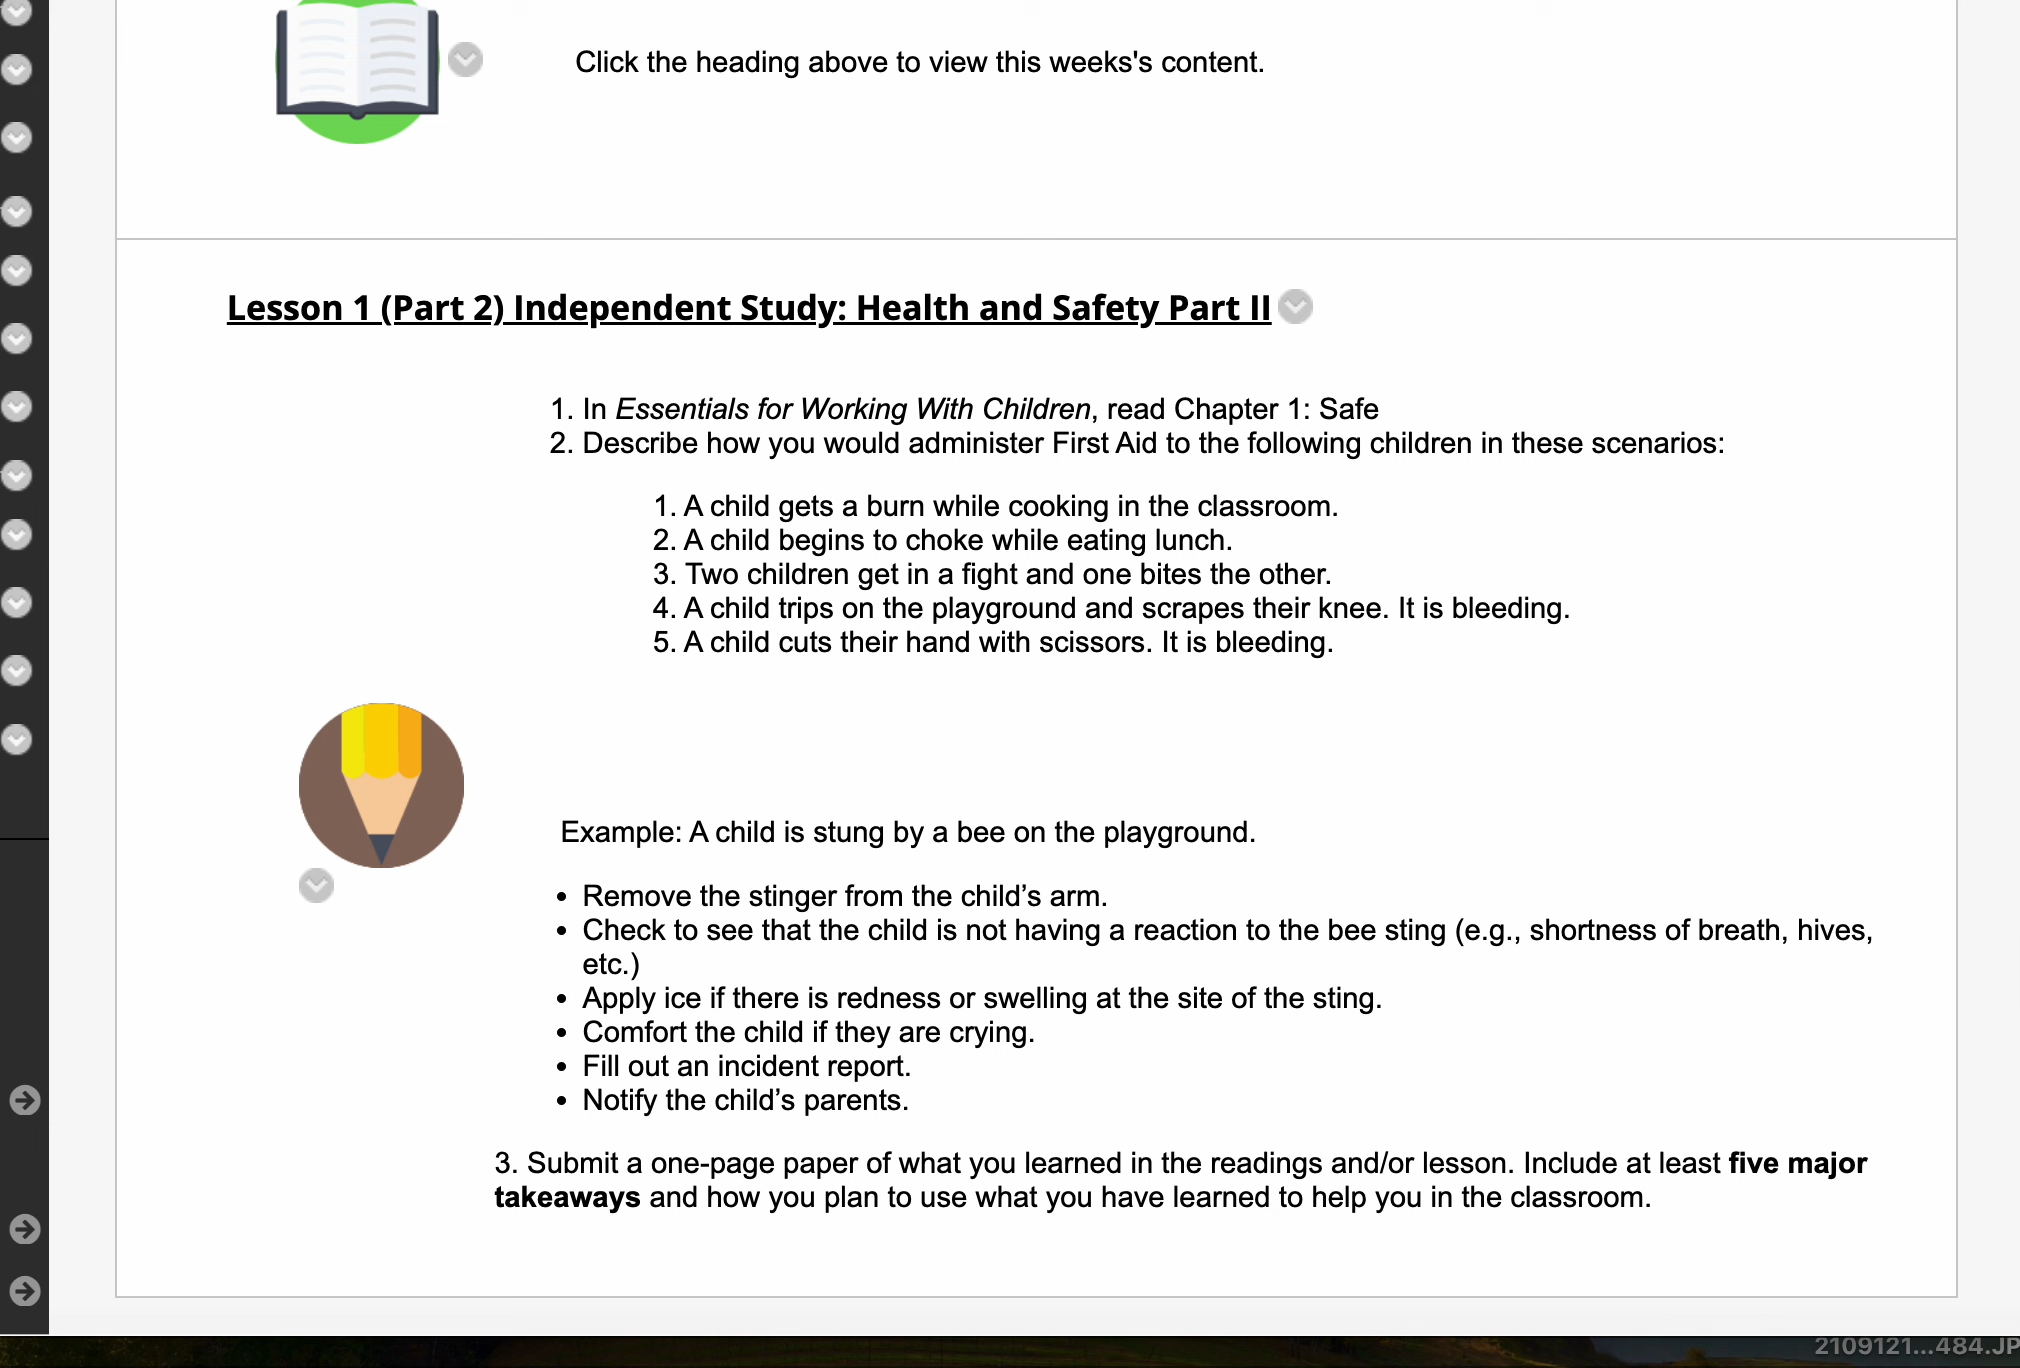 Click the heading above to view this weeks's content.
Lesson 1 (Part 2) Independent Study: Health and Safety Part II
1. In Essentials for Working With Children, read Chapter 1: Safe
2. Describe how you would administer First Aid to the following children in these scenarios:
1. A child gets a burn while cooking in the classroom.
2. A child begins to choke while eating lunch.
3. Two children get in a fight and one bites the other.
4. A child trips on the playground and scrapes their knee. It is bleeding.
5. A child cuts their hand with scissors. It is bleeding.
Example: A child is stung by a bee on the playground.
• Remove the stinger from the child’s arm.
• Check to see that the child is not having a reaction to the bee sting (e.g., shortness of breath, hives,
etc.)
• Apply ice if there is redness or swelling at the site of the sting.
• Comfort the child if they are crying.
• Fill out an incident report.
• Notify the child’s parents.
3. Submit a one-page paper of what you learned in the readings and/or lesson. Include at least five major
takeaways and how you plan to use what you have learned to help you in the classroom.
2109121...484.JP